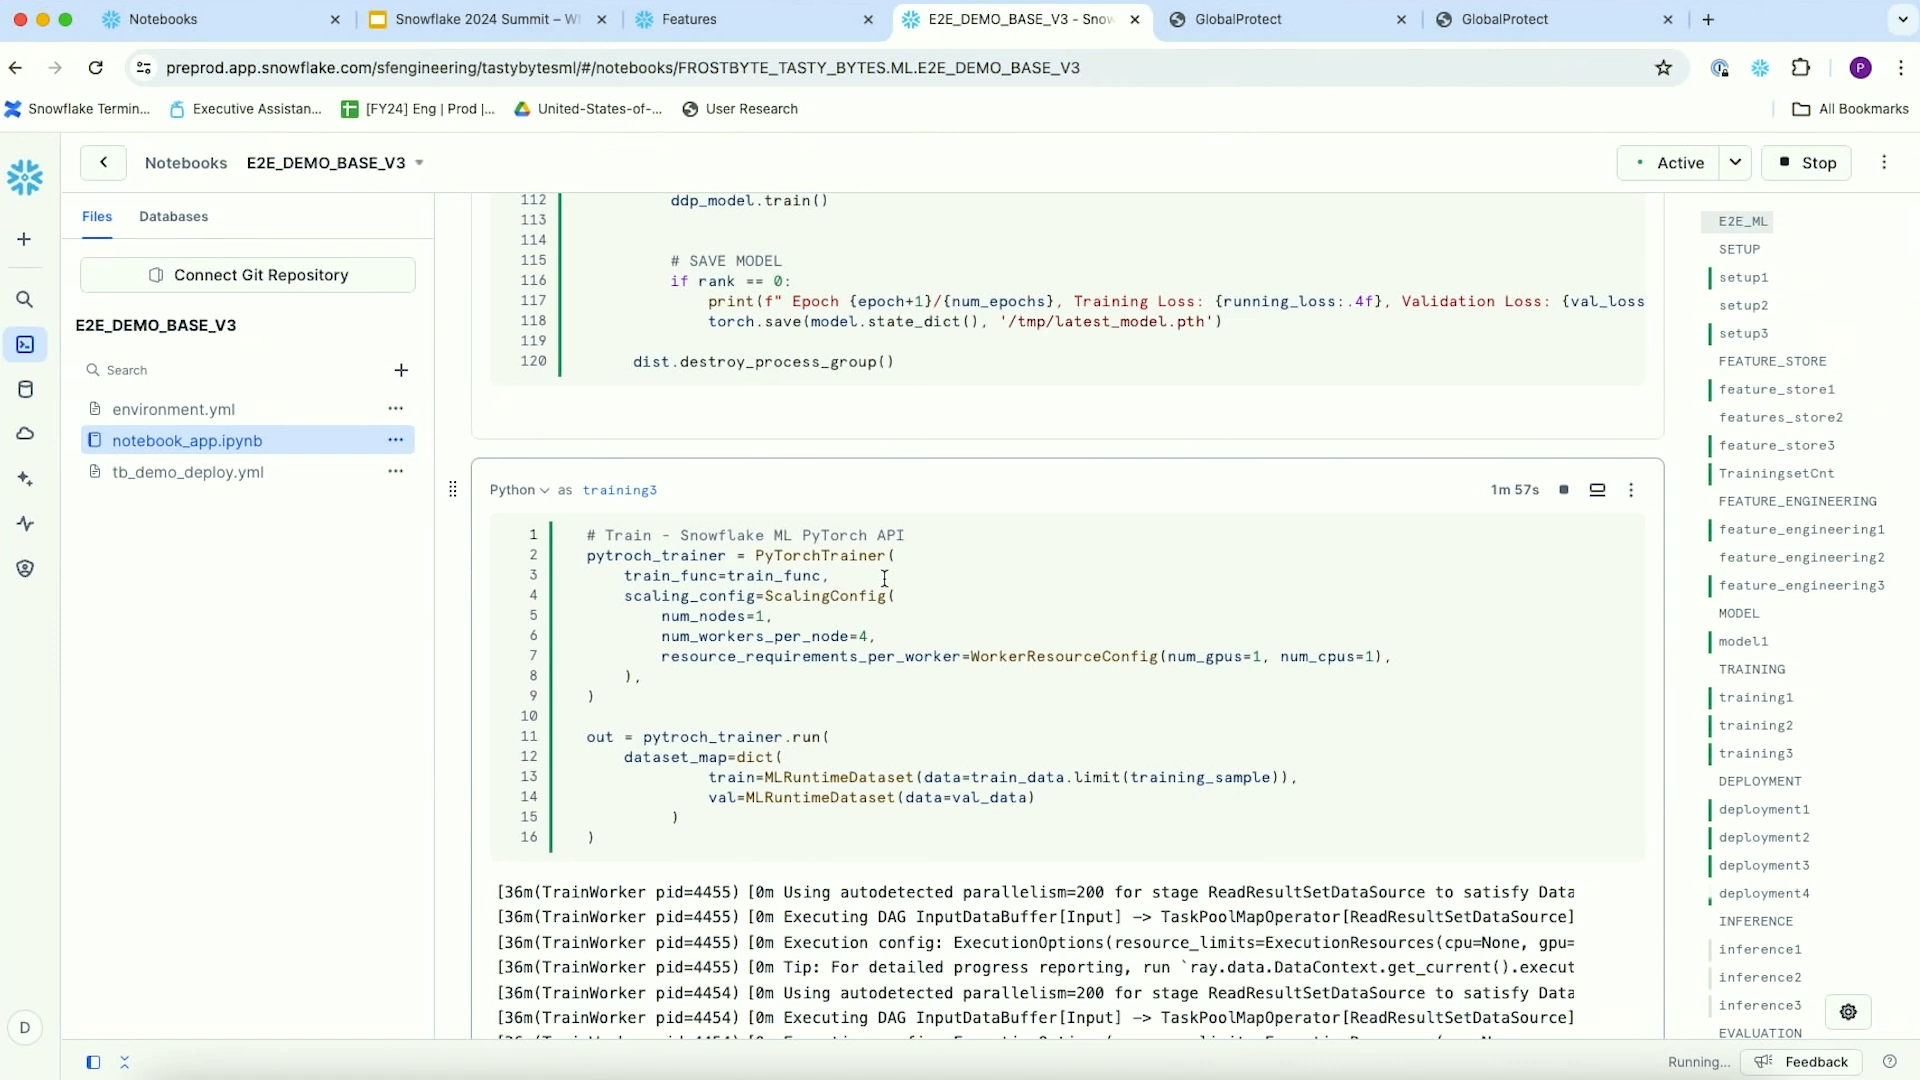 Notebooks
Snowflake 2024 Summit – W
Features
E2E_DEMO_BASE_V3 - Snow
GlobalProtect
GlobalProtect
preprod.app.snowflake.com/sfengineering/tastybytesml/#/notebooks/FROSTBYTE_TASTY_BYTES.ML.E2E_DEMO_BASE_V3
P
Snowflake Termin...
Executive Assistan...
[FY24] Eng | Prod |...
United-States-of-...
User Research
All Bookmarks
Notebooks
E2E_DEMO_BASE_V3
Active
Stop
Files
Databases
Connect Git Repository
E2E_DEMO_BASE_V3
Search
environment.yml
notebook_app.ipynb
tb_demo_deploy.yml
D
112 ddp_model.train()
113
114
115 # SAVE MODEL
116 if rank == 0:
117 print(f" Epoch {epoch+1}/{num_epochs}, Training Loss: {running_loss:.4f}, Validation Loss: {val_loss
118 torch.save(model.state_dict(), '/tmp/latest_model.pth')
119
120 dist.destroy_process_group()
Python as training3
1m 57s
1 # Train - Snowflake ML PyTorch API
2 pytroch_trainer = PyTorchTrainer(
3 train_func=train_func,
4 scaling_config=ScalingConfig(
5 num_nodes=1,
6 num_workers_per_node=4,
7 resource_requirements_per_worker=WorkerResourceConfig(num_gpus=1, num_cpus=1),
8 ),
9 )
10
11 out = pytroch_trainer.run(
12 dataset_map=dict(
13 train=MLRuntimeDataset(data=train_data.limit(training_sample)),
14 val=MLRuntimeDataset(data=val_data)
15 )
16 )
[36m(TrainWorker pid=4455) [0m Using autodetected parallelism=200 for stage ReadResultSetDataSource to satisfy Data
[36m(TrainWorker pid=4455) [0m Executing DAG InputDataBuffer[Input] -> TaskPoolMapOperator[ReadResultSetDataSource]
[36m(TrainWorker pid=4455) [0m Execution config: ExecutionOptions(resource_limits=ExecutionResources(cpu=None, gpu=
[36m(TrainWorker pid=4455) [0m Tip: For detailed progress reporting, run `ray.data.DataContext.get_current().execut
[36m(TrainWorker pid=4454) [0m Using autodetected parallelism=200 for stage ReadResultSetDataSource to satisfy Data
[36m(TrainWorker pid=4454) [0m Executing DAG InputDataBuffer[Input] -> TaskPoolMapOperator[ReadResultSetDataSource]
E2E_ML
SETUP
setup1
setup2
setup3
FEATURE_STORE
feature_store1
features_store2
feature_store3
TrainingsetCnt
FEATURE_ENGINEERING
feature_engineering1
feature_engineering2
feature_engineering3
MODEL
model1
TRAINING
training1
training2
training3
DEPLOYMENT
deployment1
deployment2
deployment3
deployment4
INFERENCE
inference1
inference2
inference3
EVALUATION
Running...
Feedback